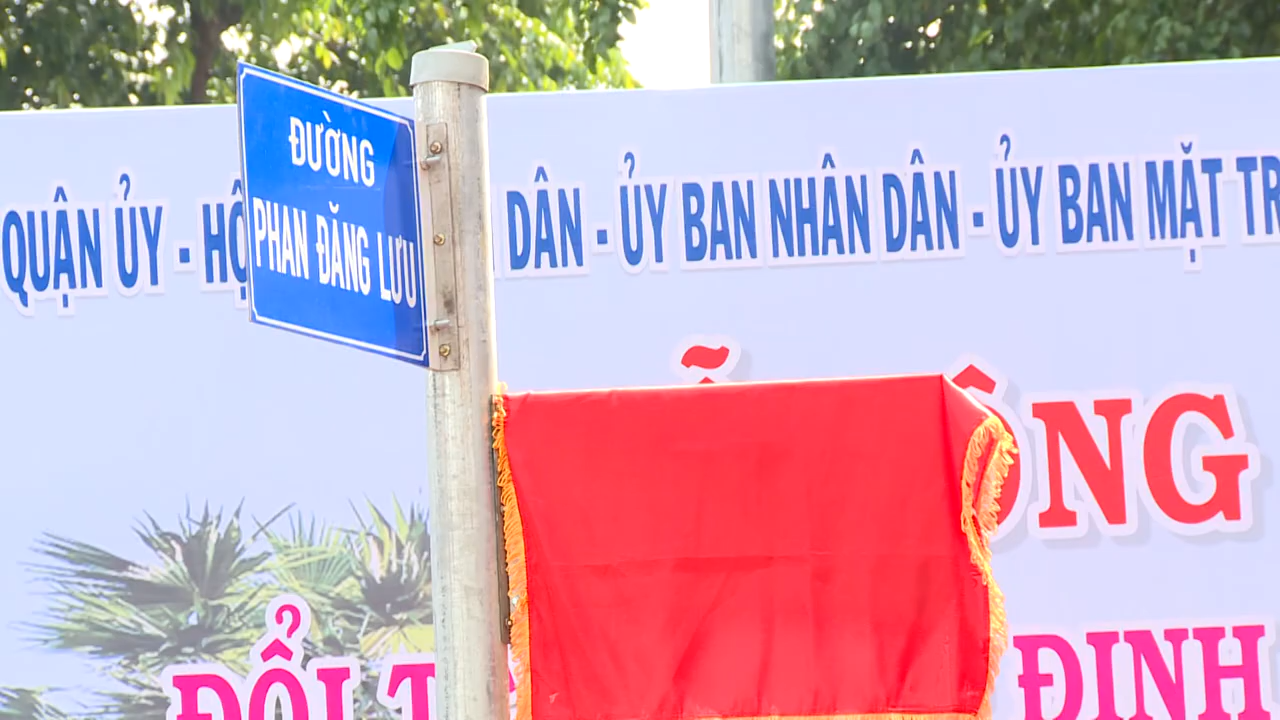 ĐƯỜNG
PHAN ĐĂNG LƯU
QUẬN ỦY - HỘ DÂN - ỦY BAN NHÂN DÂN - ỦY BAN MẶT TR
ÔNG
ĐỔI T ĐỊNH